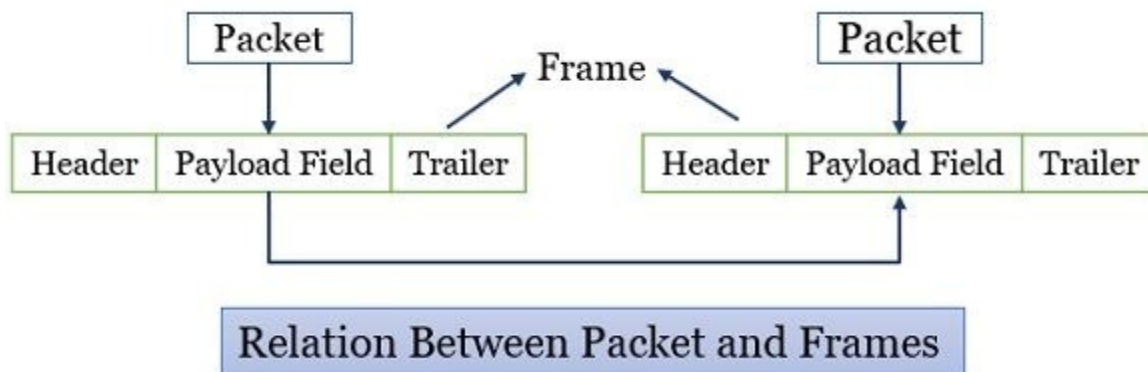 Packet
Packet
Frame
Header Payload Field Trailer
Header Payload Field Trailer
Relation Between Packet and Frames